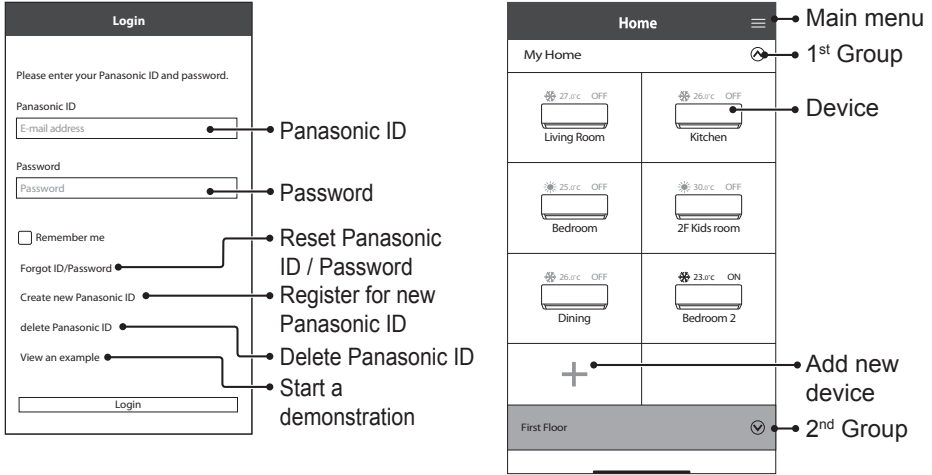 Login
Please enter your Panasonic ID and password.
Panasonic ID
E-mail address
Panasonic ID
Password
Password
Password
Remember me
Reset Panasonic
ID / Password
Forgot ID/Password
Create new Panasonic ID
Register for new
Panasonic ID
delete Panasonic ID
Delete Panasonic ID
View an example
Start a
demonstration
Login
Home
Main menu
My Home
1st Group
27.0°C OFF
26.0°C OFF
Device
Living Room
Kitchen
25.0°C OFF
30.0°C OFF
Bedroom
2F Kids room
26.0°C OFF
23.0°C ON
Dining
Bedroom 2
Add new
device
First Floor
2nd Group